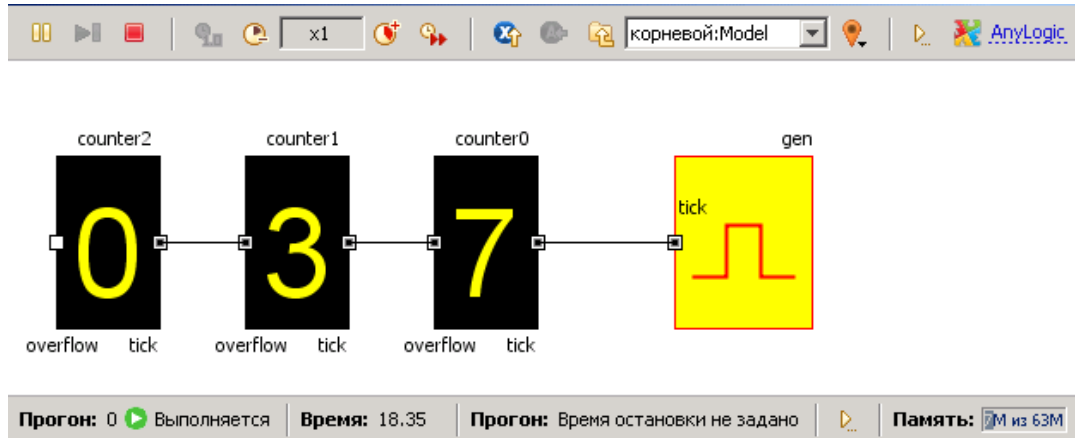 x1 корневой:Model AnyLogic
counter2 counter1 counter0 gen
0 3 7 tick
overflow tick overflow tick overflow tick
Прогон: 0 Выполняется Время: 18.35 Прогон: Время остановки не задано Память: 7M из 63M